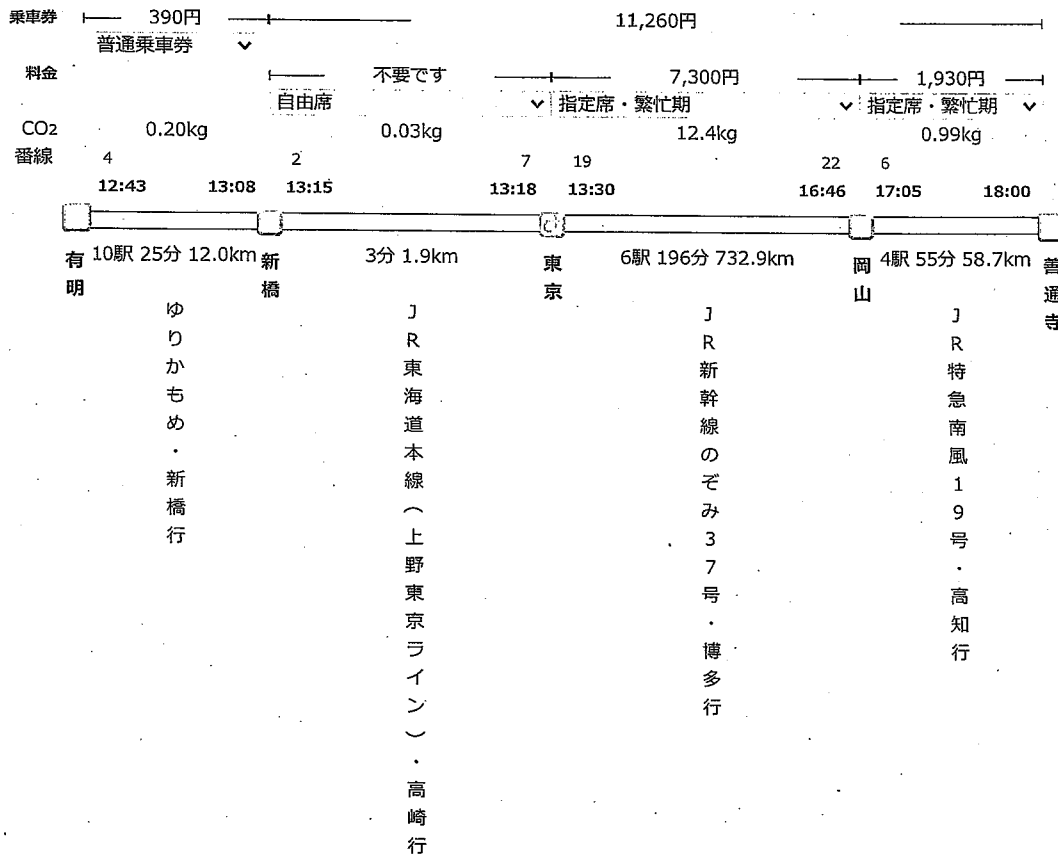 乗車券 390円 11,260円
普通乗車券
料金 不要です 7,300円 1,930円
自由席 指定席・繁忙期 指定席・繁忙期
CO2 0.20kg 0.03kg 12.4kg 0.99kg
番線 4 2 7 19 22 6
12:43 13:08 13:15 13:18 13:30 16:46 17:05 18:00
10駅 25分 12.0km 3分 1.9km 6駅 196分 732.9km 4駅 55分 58.7km
有明
新橋
東京
岡山
善通寺
ゆりかもめ・新橋行
JR東海道本線(上野東京ライン)・高崎行
JR新幹線のぞみ37号・博多行
JR特急南風19号・高知行